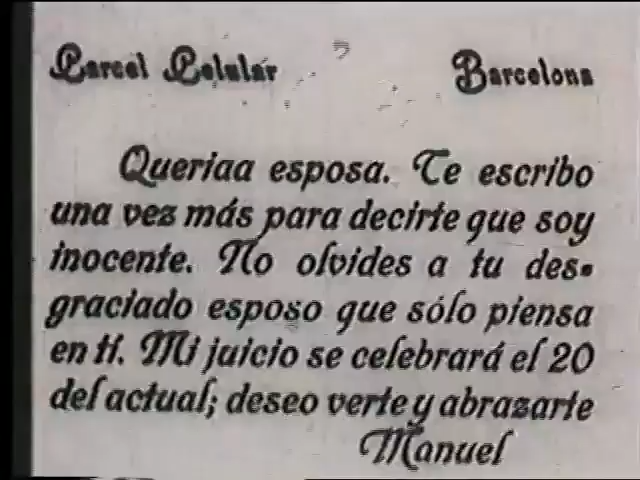 Carcel Celular Barcelona
Queriaa esposa. Te escribo
una vez más para decirte que soy
inocente. No olvides a tu des-
graciado esposo que sólo piensa
en tí. Mi juicio se celebrará el 20
del actual; deseo verte y abrazarte
Manuel